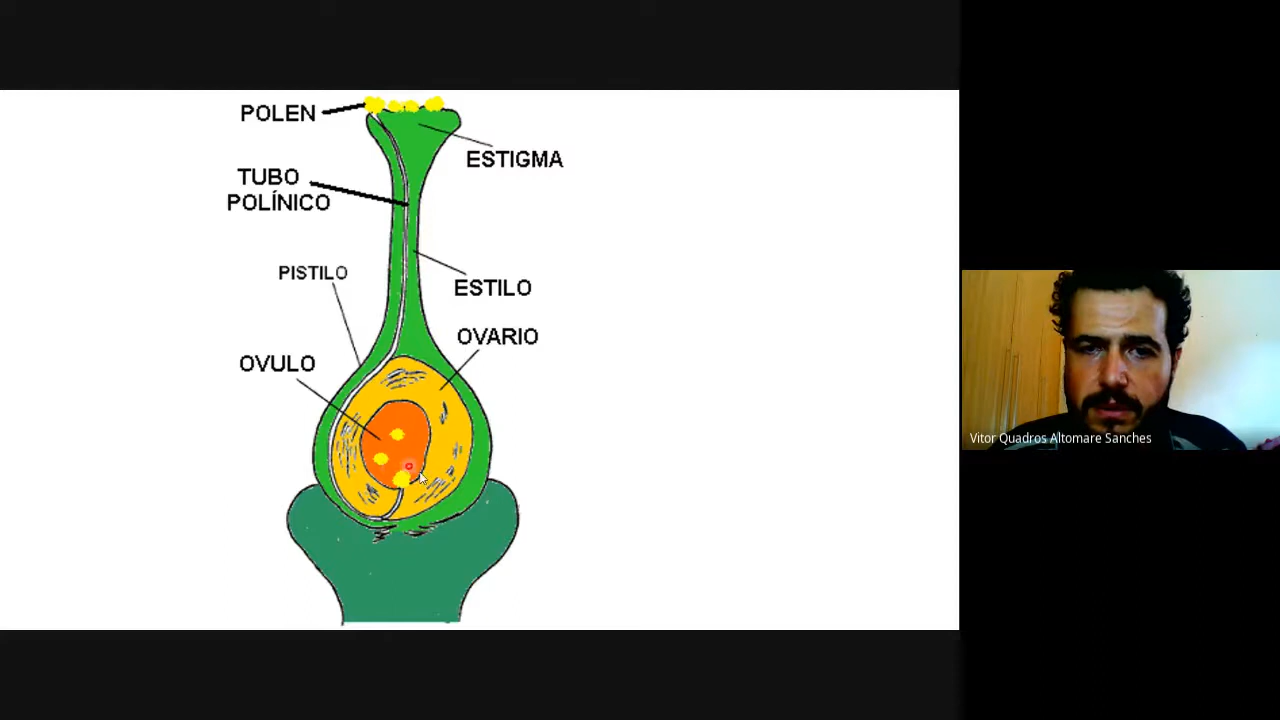 POLEN
ESTIGMA
TUBO
POLÍNICO
PISTILO
ESTILO
OVARIO
OVULO
Vitor Quadros Altomare Sanches